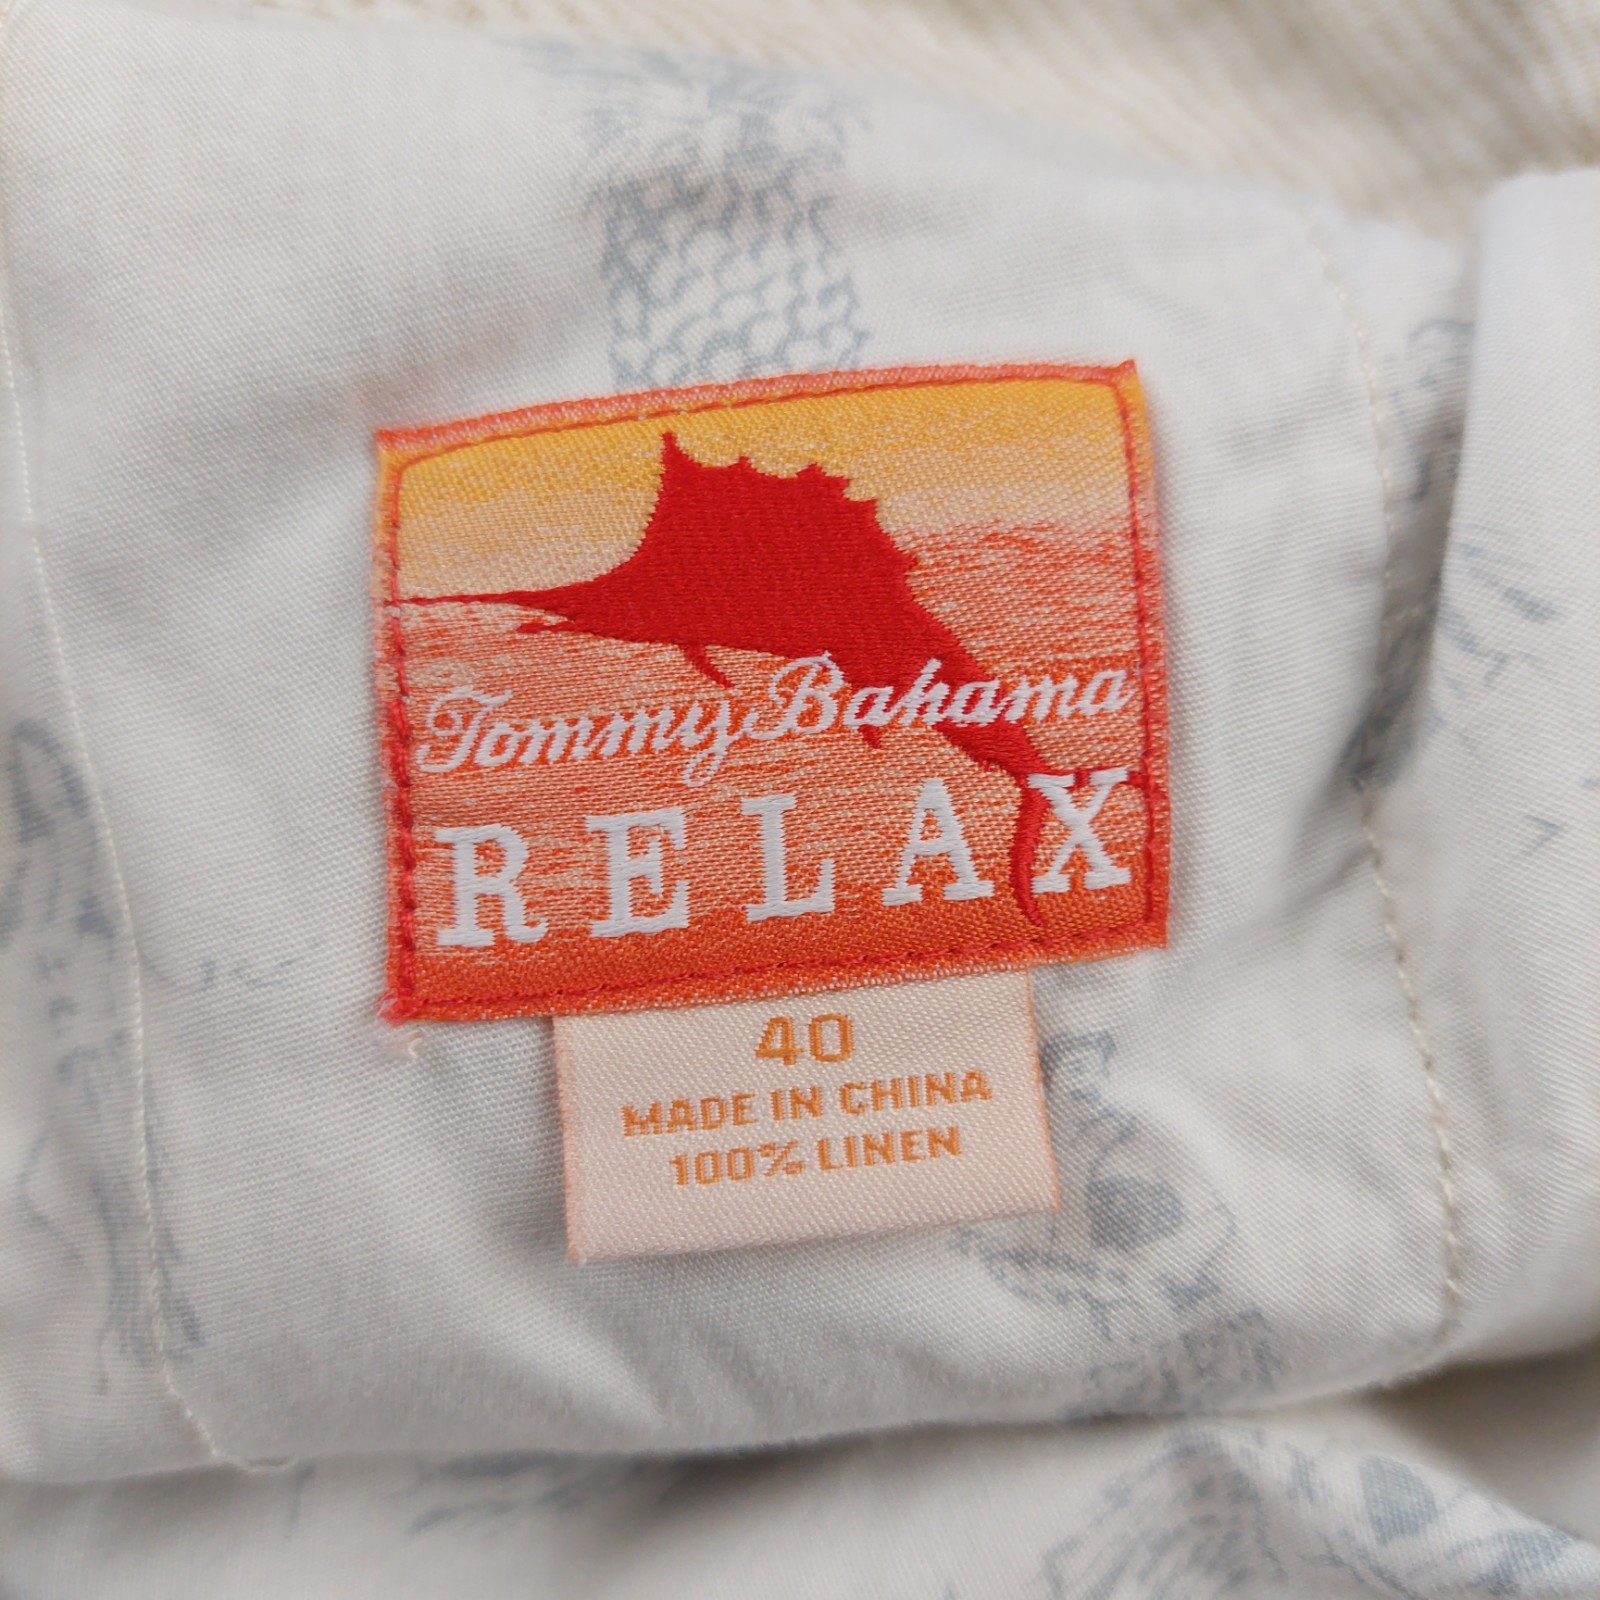 Tommy Bahama
RELAX
40
MADE IN CHINA
100% LINEN